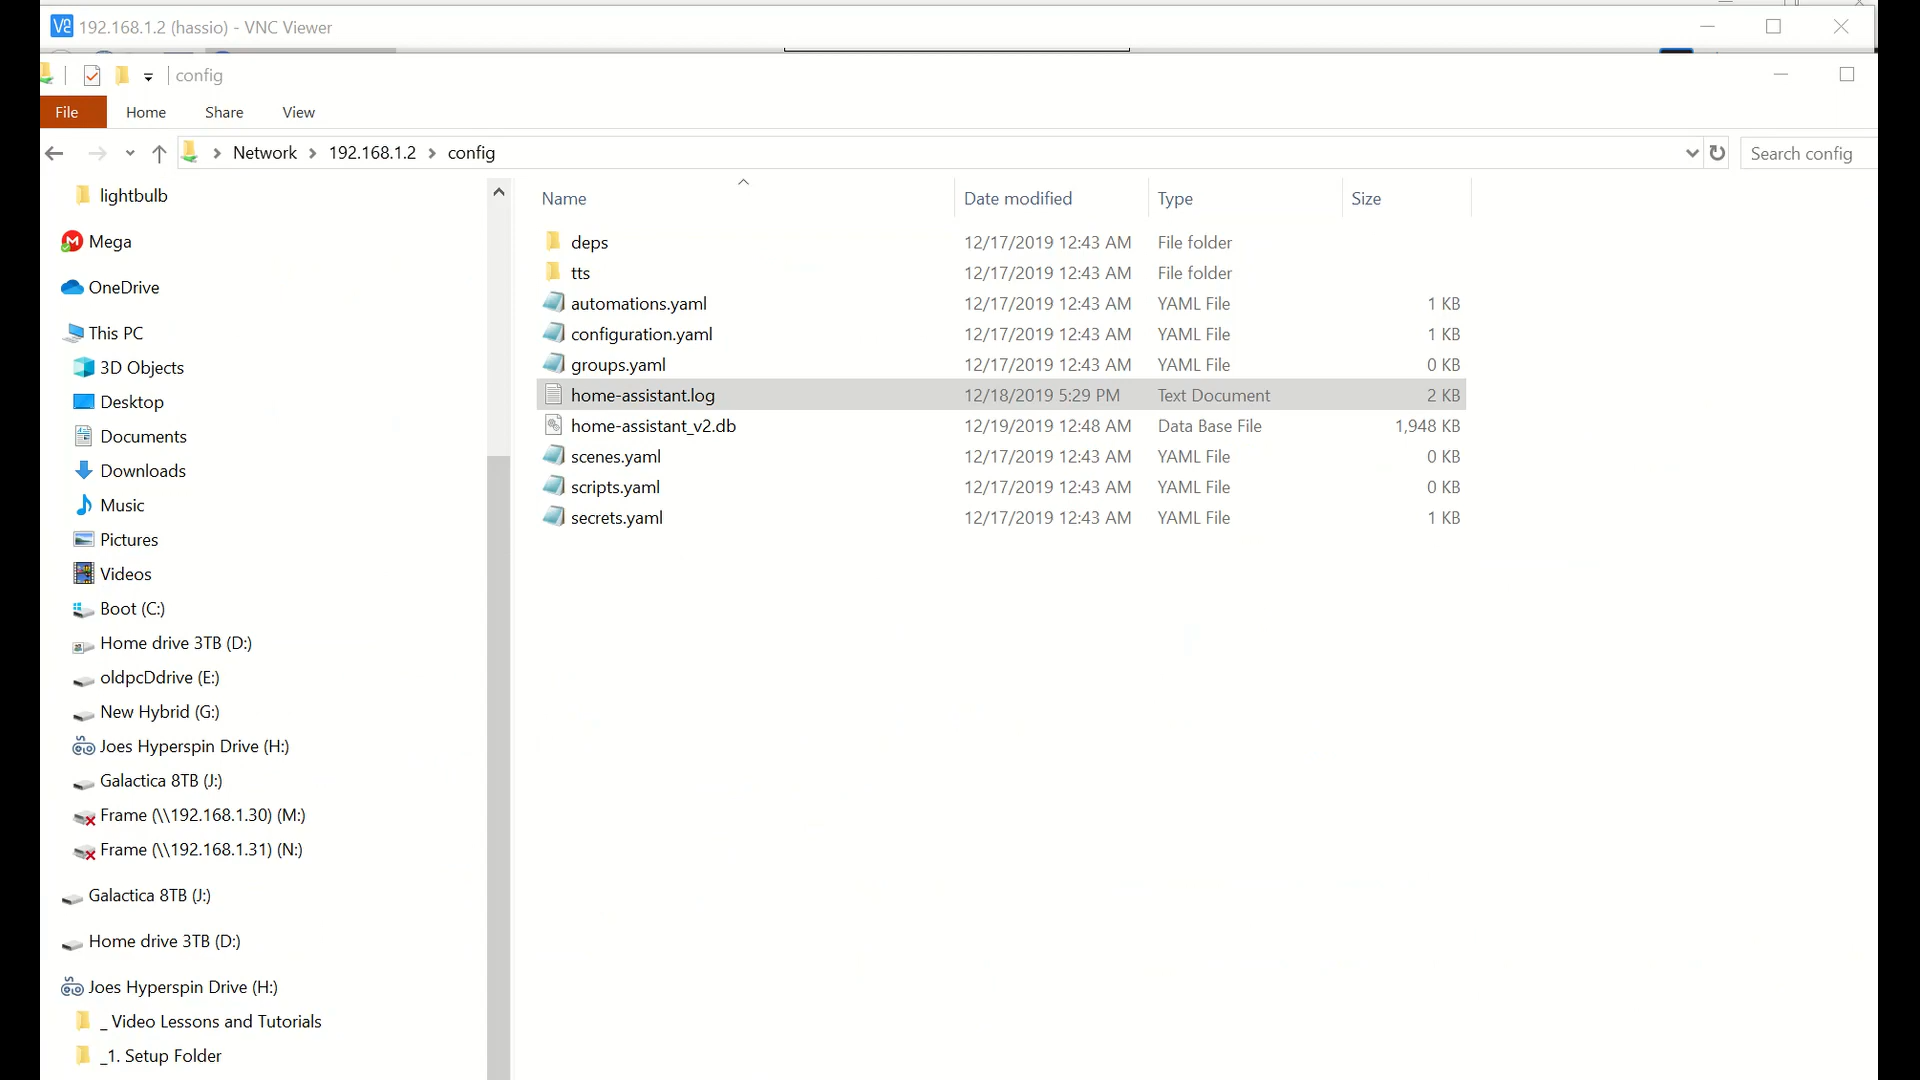 192.168.1.2 (hassio) - VNC Viewer
config
File Home Share View
Network 192.168.1.2 config
Search config
lightbulb
Mega
OneDrive
This PC
3D Objects
Desktop
Documents
Downloads
Music
Pictures
Videos
Boot (C:)
Home drive 3TB (D:)
oldpcDdrive (E:)
New Hybrid (G:)
Joes Hyperspin Drive (H:)
Galactica 8TB (J:)
Frame (\\192.168.1.30) (M:)
Frame (\\192.168.1.31) (N:)
Galactica 8TB (J:)
Home drive 3TB (D:)
Joes Hyperspin Drive (H:)
_ Video Lessons and Tutorials
_1. Setup Folder
Name Date modified Type Size
deps 12/17/2019 12:43 AM File folder
tts 12/17/2019 12:43 AM File folder
automations.yaml 12/17/2019 12:43 AM YAML File 1 KB
configuration.yaml 12/17/2019 12:43 AM YAML File 1 KB
groups.yaml 12/17/2019 12:43 AM YAML File 0 KB
home-assistant.log 12/18/2019 5:29 PM Text Document 2 KB
home-assistant_v2.db 12/19/2019 12:48 AM Data Base File 1,948 KB
scenes.yaml 12/17/2019 12:43 AM YAML File 0 KB
scripts.yaml 12/17/2019 12:43 AM YAML File 0 KB
secrets.yaml 12/17/2019 12:43 AM YAML File 1 KB